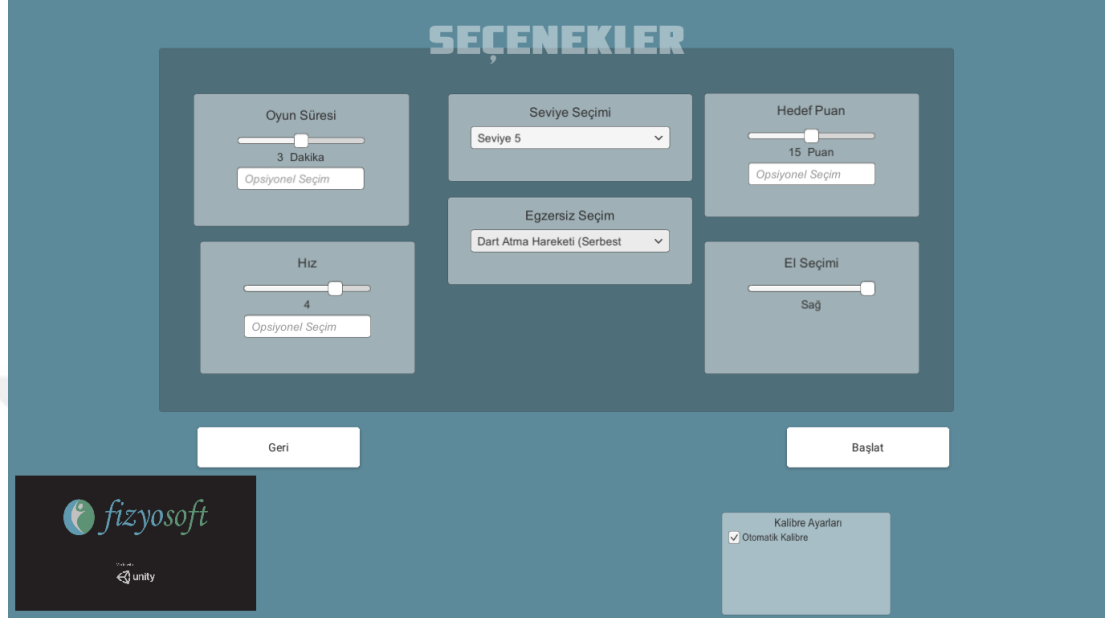 SEÇENEKLER
Oyun Süresi
3 Dakika
Opsiyonel Seçim
Hız
4
Opsiyonel Seçim
Seviye Seçimi
Seviye 5
Egzersiz Seçim
Dart Atma Hareketi (Serbest
Hedef Puan
15 Puan
Opsiyonel Seçim
El Seçimi
Sağ
Geri
Başlat
fizyosoft
unity
Kalibre Ayarları
Otomatik Kalibre